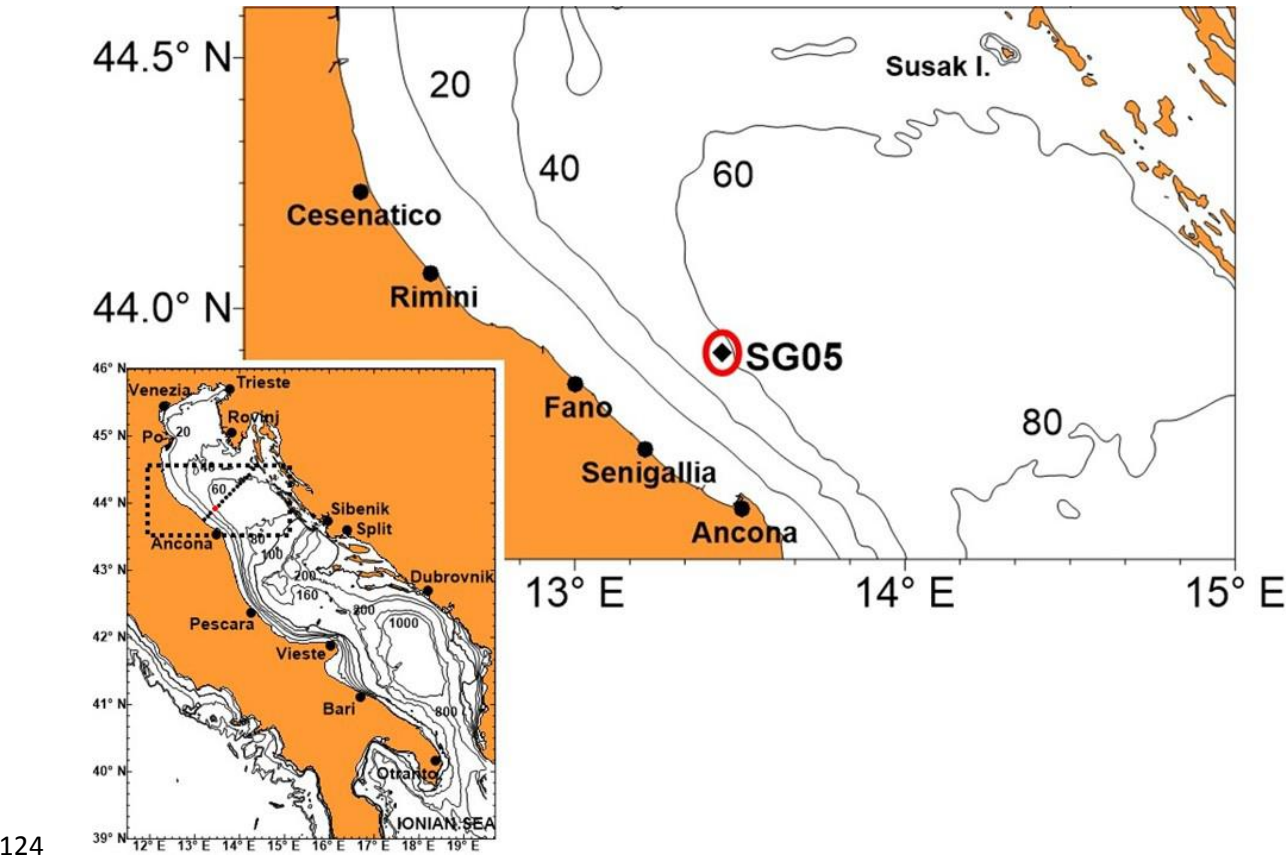 44.5° N
Susak I.
20
40
60
Cesenatico
Rimini
44.0° N
SG05
Fano
80
Senigallia
Ancona
13° E
14° E
15° E
46° N
Venezia
Trieste
Rovinj
Po
20
45° N
40
60
44° N
Sibenik
Split
Ancona
80
100
43° N
200
Dubrovnik
160
200
Pescara
1000
42° N
Vieste
41° N
Bari
800
40° N
Otranto
IONIAN SEA
39° N
12° E 13° E 14° E 15° E 16° E 17° E 18° E 19° E
124